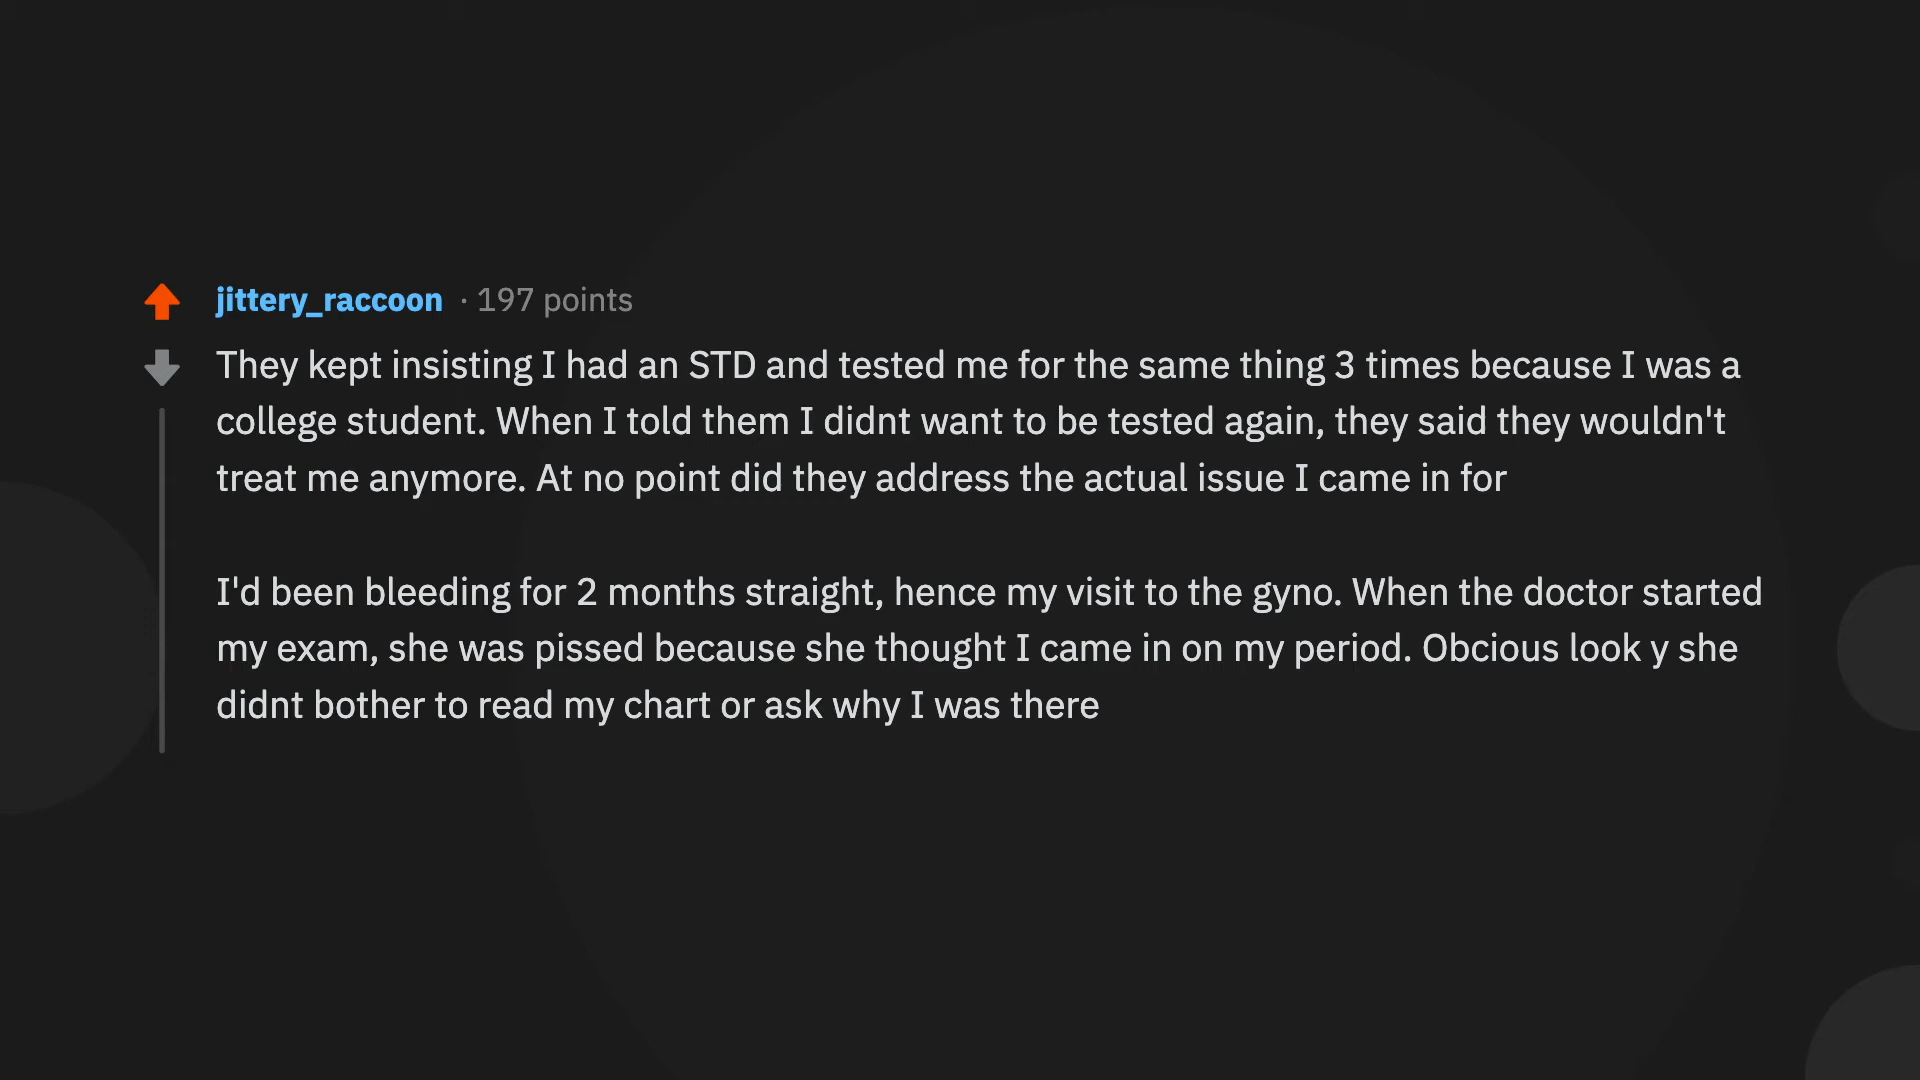 jittery_raccoon · 197 points
They kept insisting I had an STD and tested me for the same thing 3 times because I was a
college student. When I told them I didnt want to be tested again, they said they wouldn't
treat me anymore. At no point did they address the actual issue I came in for
I'd been bleeding for 2 months straight, hence my visit to the gyno. When the doctor started
my exam, she was pissed because she thought I came in on my period. Obcious look y she
didnt bother to read my chart or ask why I was there